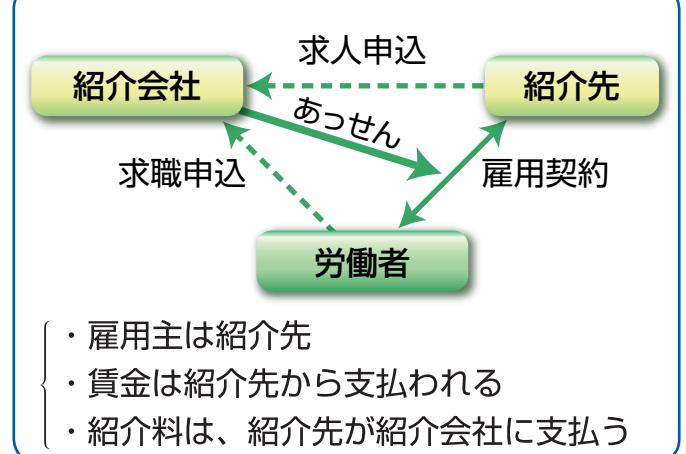 求人申込
紹介会社
紹介先
あっせん
求職申込
雇用契約
労働者
・雇用主は紹介先
・賃金は紹介先から支払われる
・紹介料は、紹介先が紹介会社に支払う